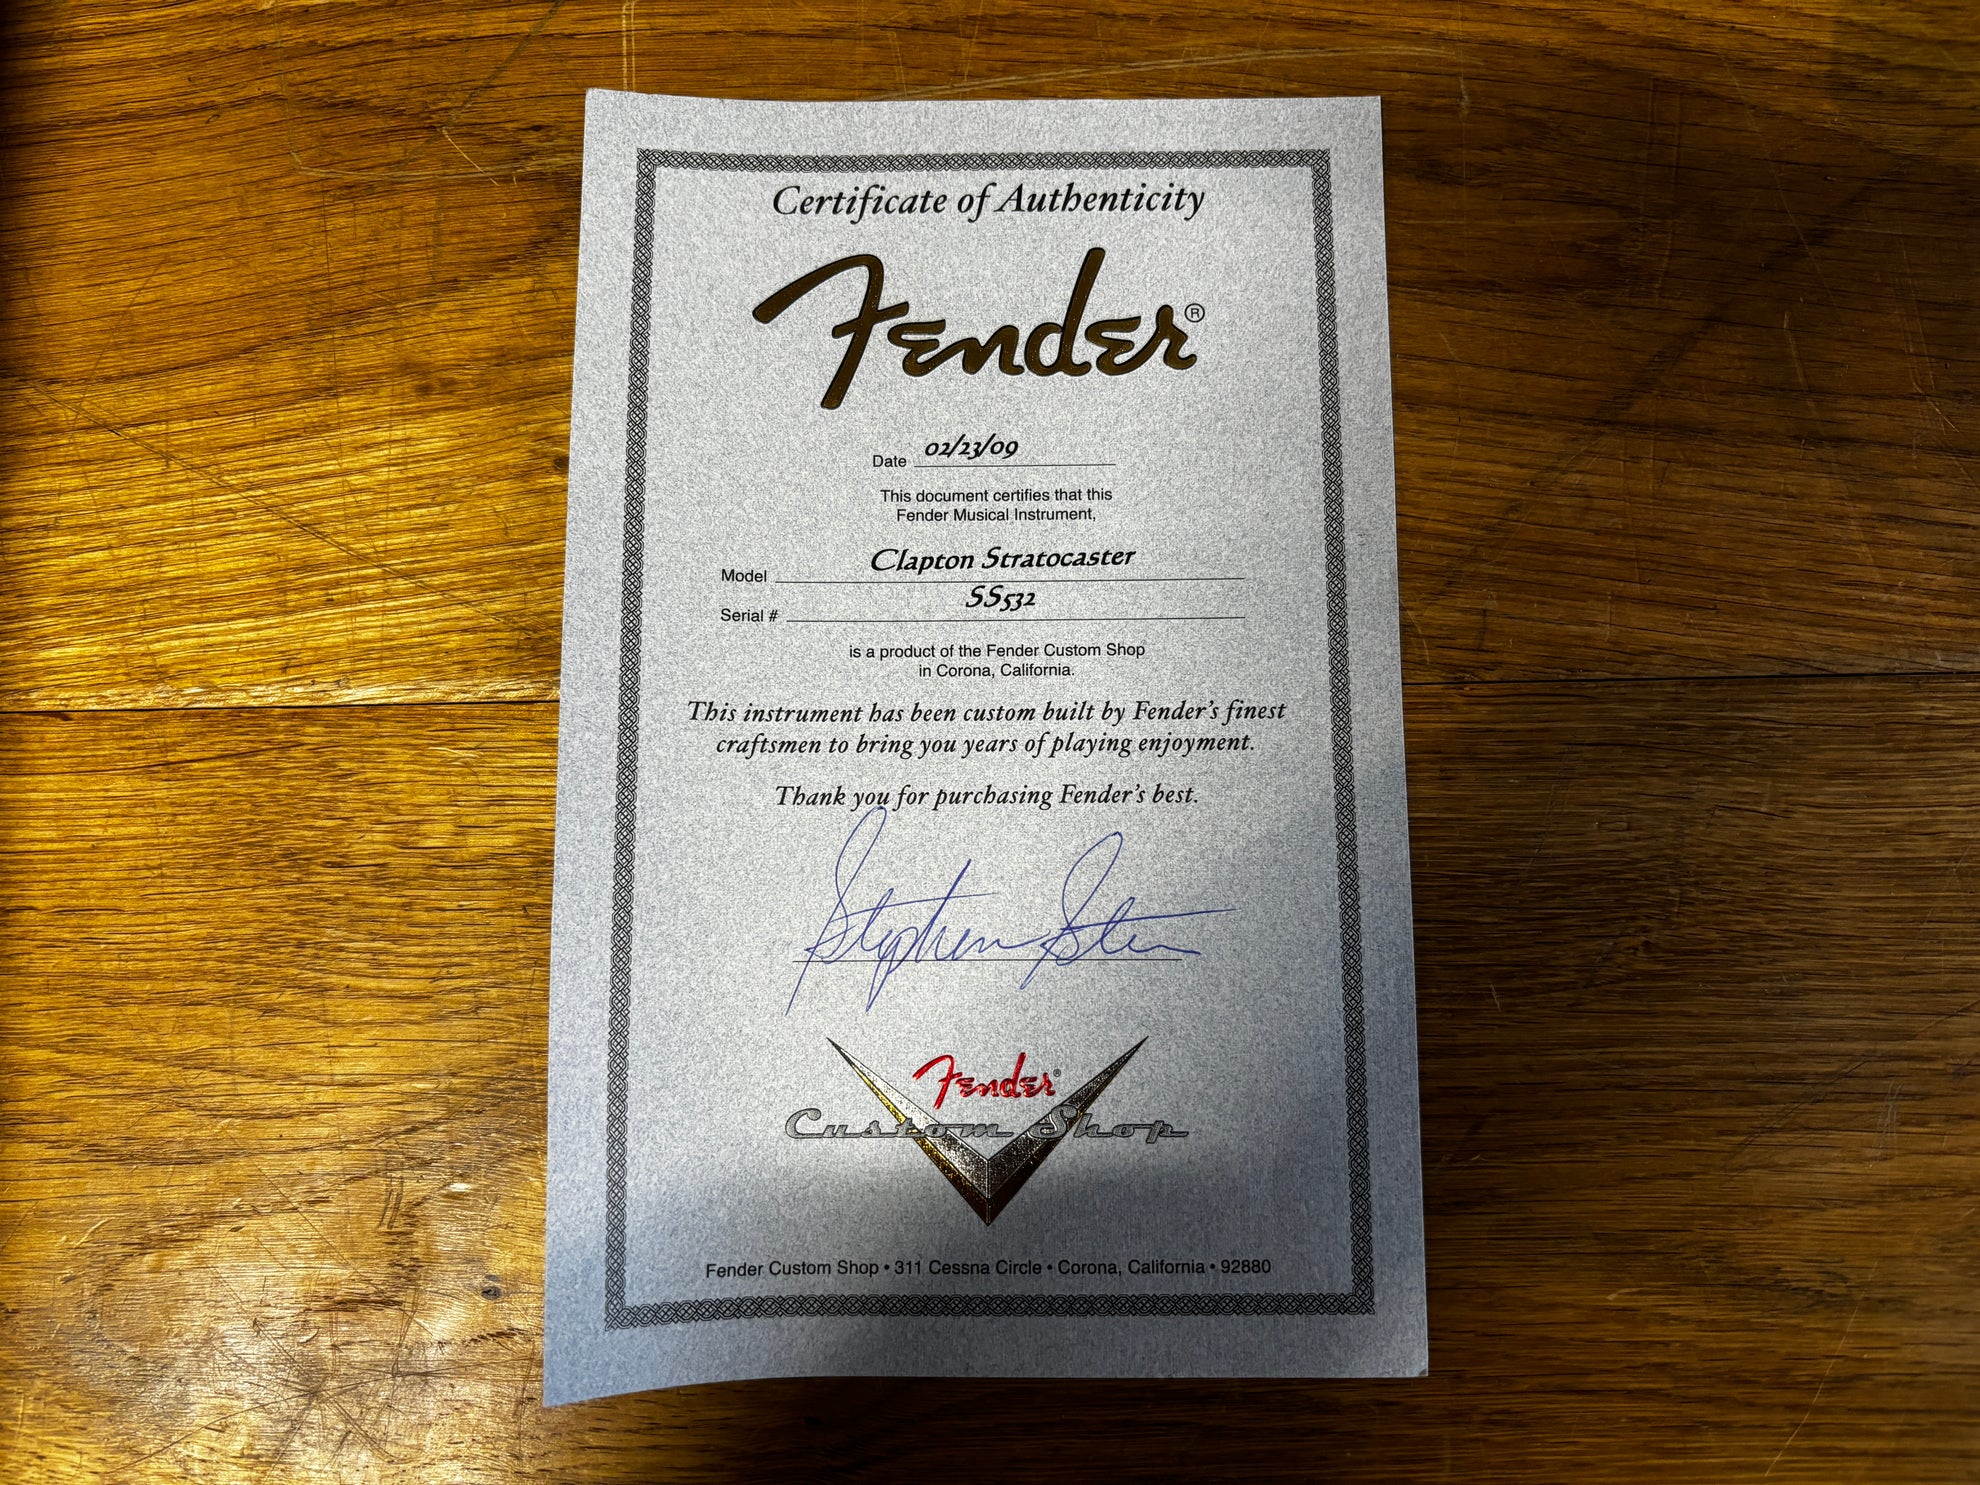 Certificate of Authenticity
Fender®
Date 02/23/09
This document certifies that this
Fender Musical Instrument,
Model Clapton Stratocaster
Serial # SS532
is a product of the Fender Custom Shop
in Corona, California.
This instrument has been custom built by Fender's finest
craftsmen to bring you years of playing enjoyment.
Thank you for purchasing Fender's best.
Stephen Stern
Fender®
Custom Shop
Fender Custom Shop • 311 Cessna Circle • Corona, California • 92880